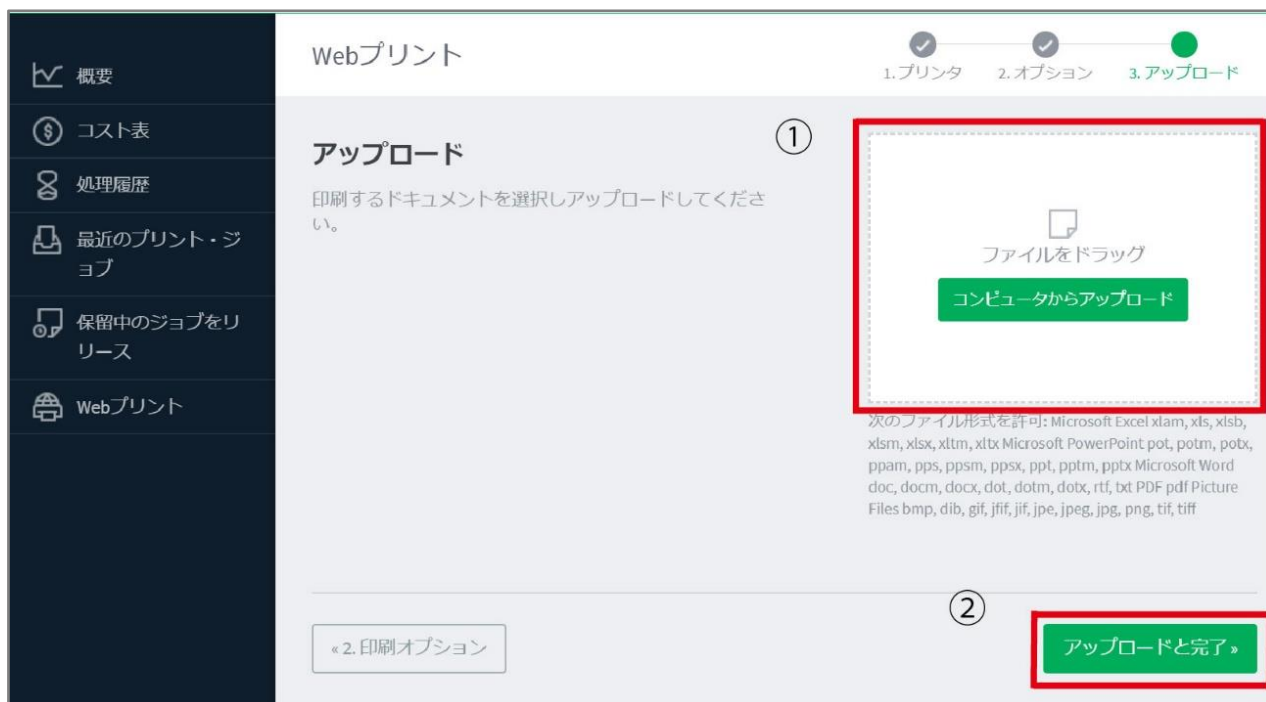 概要
コスト表
処理履歴
最近のプリント・ジ
ョブ
保留中のジョブをリ
リース
Webプリント
Webプリント
1.プリンタ
2.オプション
3.アップロード
アップロード
印刷するドキュメントを選択しアップロードしてくださ
い。
①
ファイルをドラッグ
コンピュータからアップロード
次のファイル形式を許可: Microsoft Excel xlam, xls, xlsb,
xlsm, xlsx, xltm, xltx Microsoft PowerPoint pot, potm, potx,
ppam, pps, ppsm, ppsx, ppt, pptm, pptx Microsoft Word
doc, docm, docx, dot, dotm, dotx, rtf, txt PDF pdf Picture
Files bmp, dib, gif, jfif, jif, jpe, jpeg, jpg, png, tif, tiff
②
«2.印刷オプション
アップロードと完了»